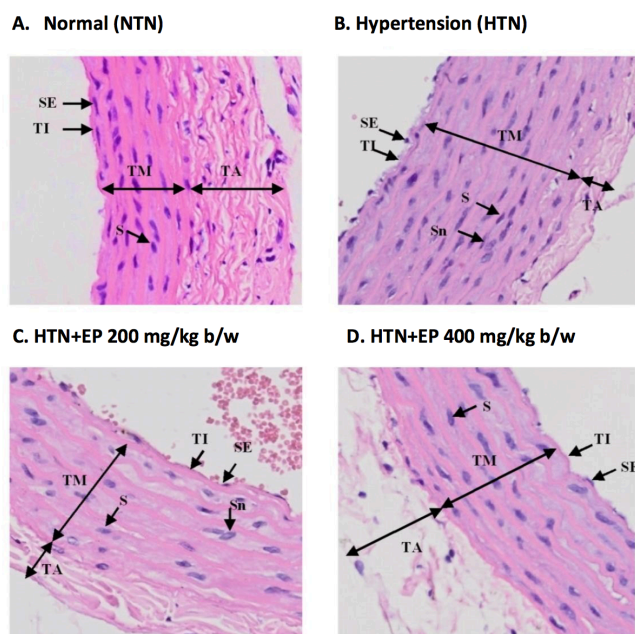 A. Normal (NTN)
B. Hypertension (HTN)
SE
TI
TM
TA
S
SE
TI
TM
S
Sn
TA
C. HTN+EP 200 mg/kg b/w
D. HTN+EP 400 mg/kg b/w
TI
SE
TM
S
Sn
TA
S
TI
TM
SE
TA